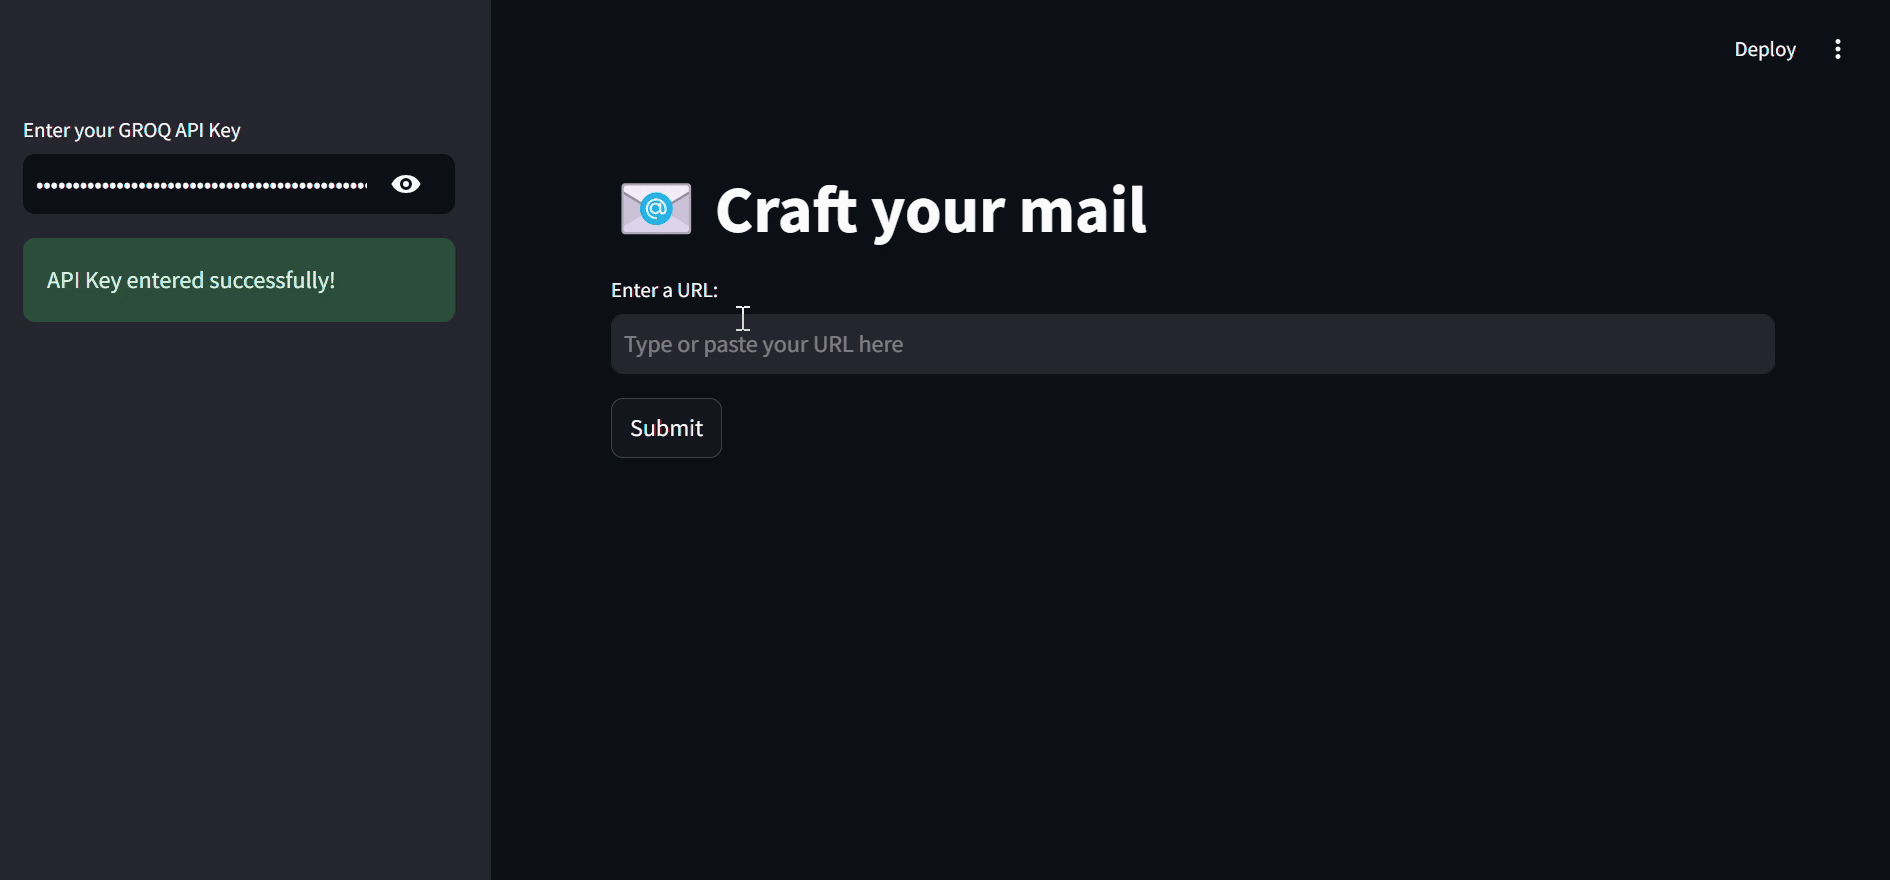 Deploy
Enter your GROQ API Key
••••••••••••••••••••••••••••••••••••••••••••••
API Key entered successfully!
@ Craft your mail
Enter a URL:
Type or paste your URL here
Submit